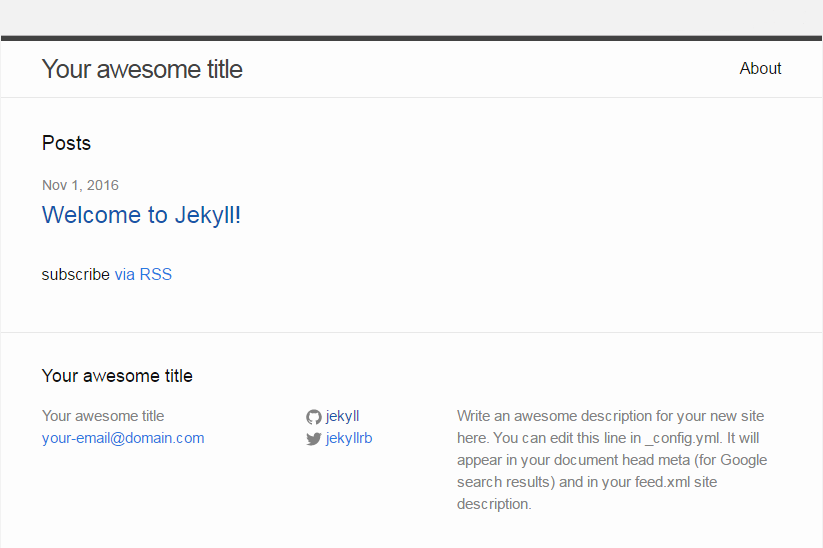 Your awesome title
About
Posts
Nov 1, 2016
Welcome to Jekyll!
subscribe via RSS
Your awesome title
Your awesome title
your-email@domain.com
jekyll
jekyllrb
Write an awesome description for your new site
here. You can edit this line in _config.yml. It will
appear in your document head meta (for Google
search results) and in your feed.xml site
description.